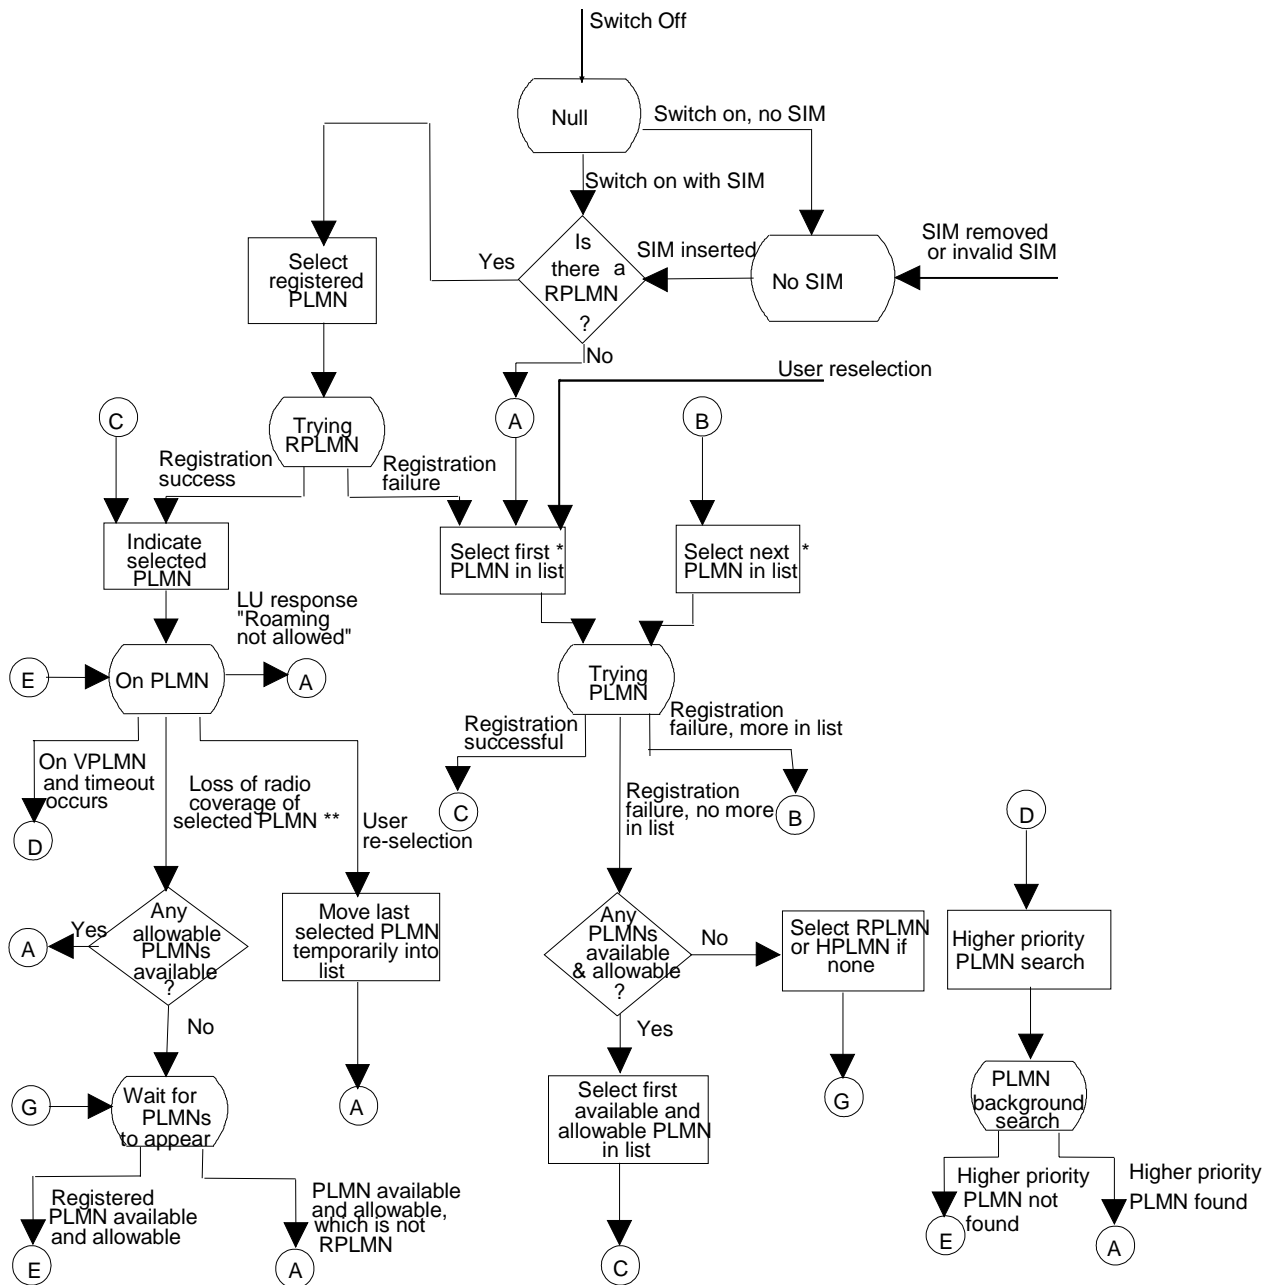 Switch Off
Null
Switch on, no SIM
Switch on with SIM
SIM removed
or invalid SIM
Is
there a
RPLMN
?
SIM inserted
No SIM
Yes
Select
registered
PLMN
No
User reselection
C
Trying
RPLMN
A
B
Registration
success
Registration
failure
Indicate
selected
PLMN
Select first *
PLMN in list
Select next *
PLMN in list
LU response
"Roaming
not allowed"
E
On PLMN
A
Trying
PLMN
Registration
successful
Registration
failure, more in list
On VPLMN
and timeout
occurs
Loss of radio
coverage of
selected PLMN **
User
re-selection
Registration
failure, no more
in list
D
C
B
D
Any
allowable
PLMNs
available
?
Yes
A
Move last
selected PLMN
temporarily into
list
Any
PLMNs
available
& allowable
?
No
Select RPLMN
or HPLMN if
none
Higher priority
PLMN search
No
Yes
G
Wait for
PLMNs
to appear
A
Select first
available and
allowable PLMN
in list
G
PLMN
background
search
Registered
PLMN available
and allowable
PLMN available
and allowable,
which is not
RPLMN
Higher priority
PLMN not
found
Higher priority
PLMN found
E
A
C
E
A